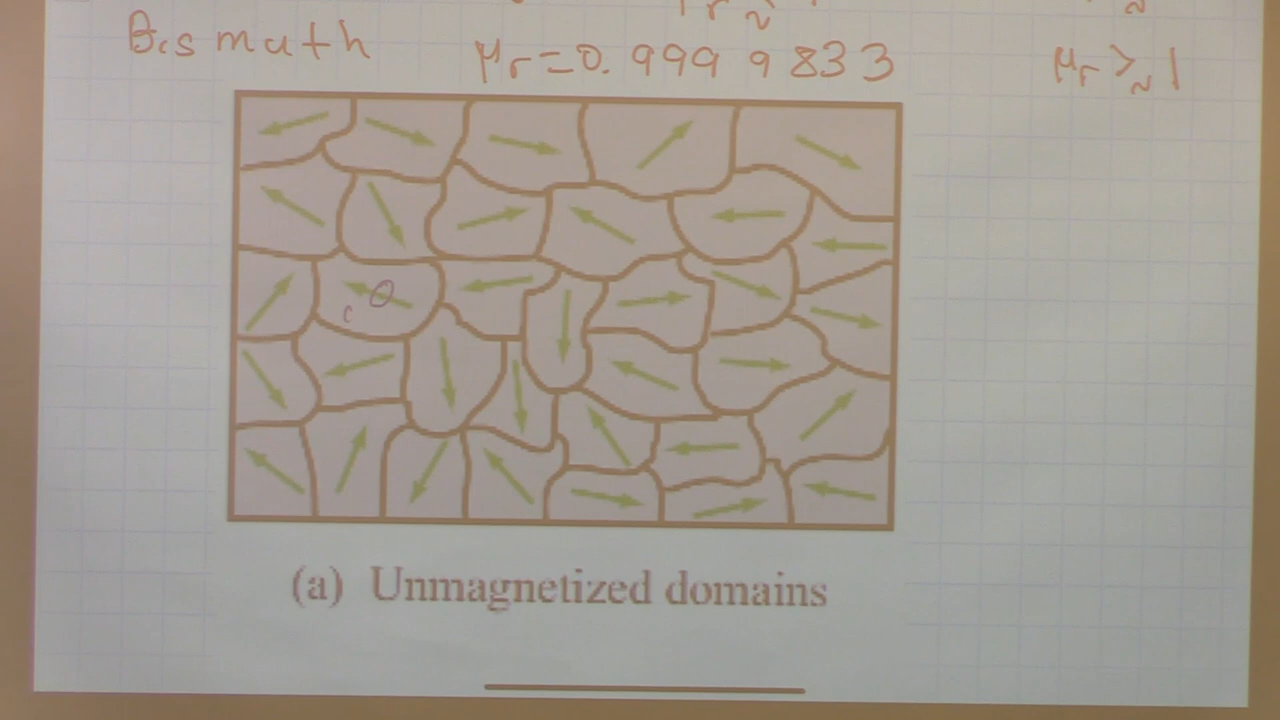 Bismuth μr = 0.9999833 μr ≳ 1
(a) Unmagnetized domains